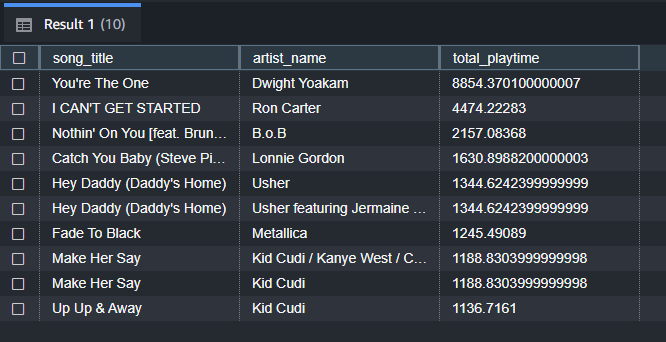 Result 1 (10)
song_title artist_name total_playtime
You're The One Dwight Yoakam 8854.370100000007
I CAN'T GET STARTED Ron Carter 4474.22283
Nothin' On You [feat. Brun… B.o.B 2157.08368
Catch You Baby (Steve Pi… Lonnie Gordon 1630.8988200000003
Hey Daddy (Daddy's Home) Usher 1344.6242399999999
Hey Daddy (Daddy's Home) Usher featuring Jermaine … 1344.6242399999999
Fade To Black Metallica 1245.49089
Make Her Say Kid Cudi / Kanye West / C… 1188.8303999999998
Make Her Say Kid Cudi 1188.8303999999998
Up Up & Away Kid Cudi 1136.7161